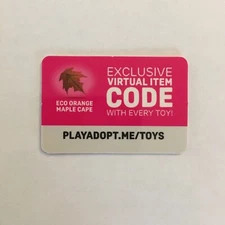 EXCLUSIVE
VIRTUAL ITEM
CODE
WITH EVERY TOY!
ECO ORANGE
MAPLE CAPE
PLAYADOPT.ME/TOYS